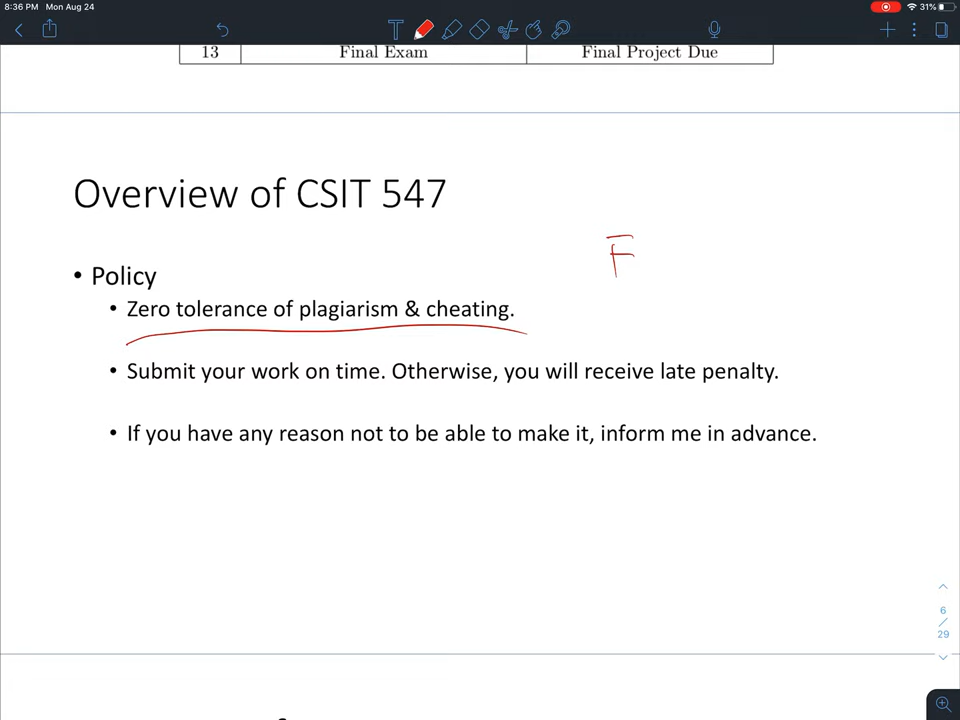 8:36 PM Mon Aug 24
31%
T
13 Final Exam Final Project Due
Overview of CSIT 547
F
• Policy
• Zero tolerance of plagiarism & cheating.
• Submit your work on time. Otherwise, you will receive late penalty.
• If you have any reason not to be able to make it, inform me in advance.
6
/
29